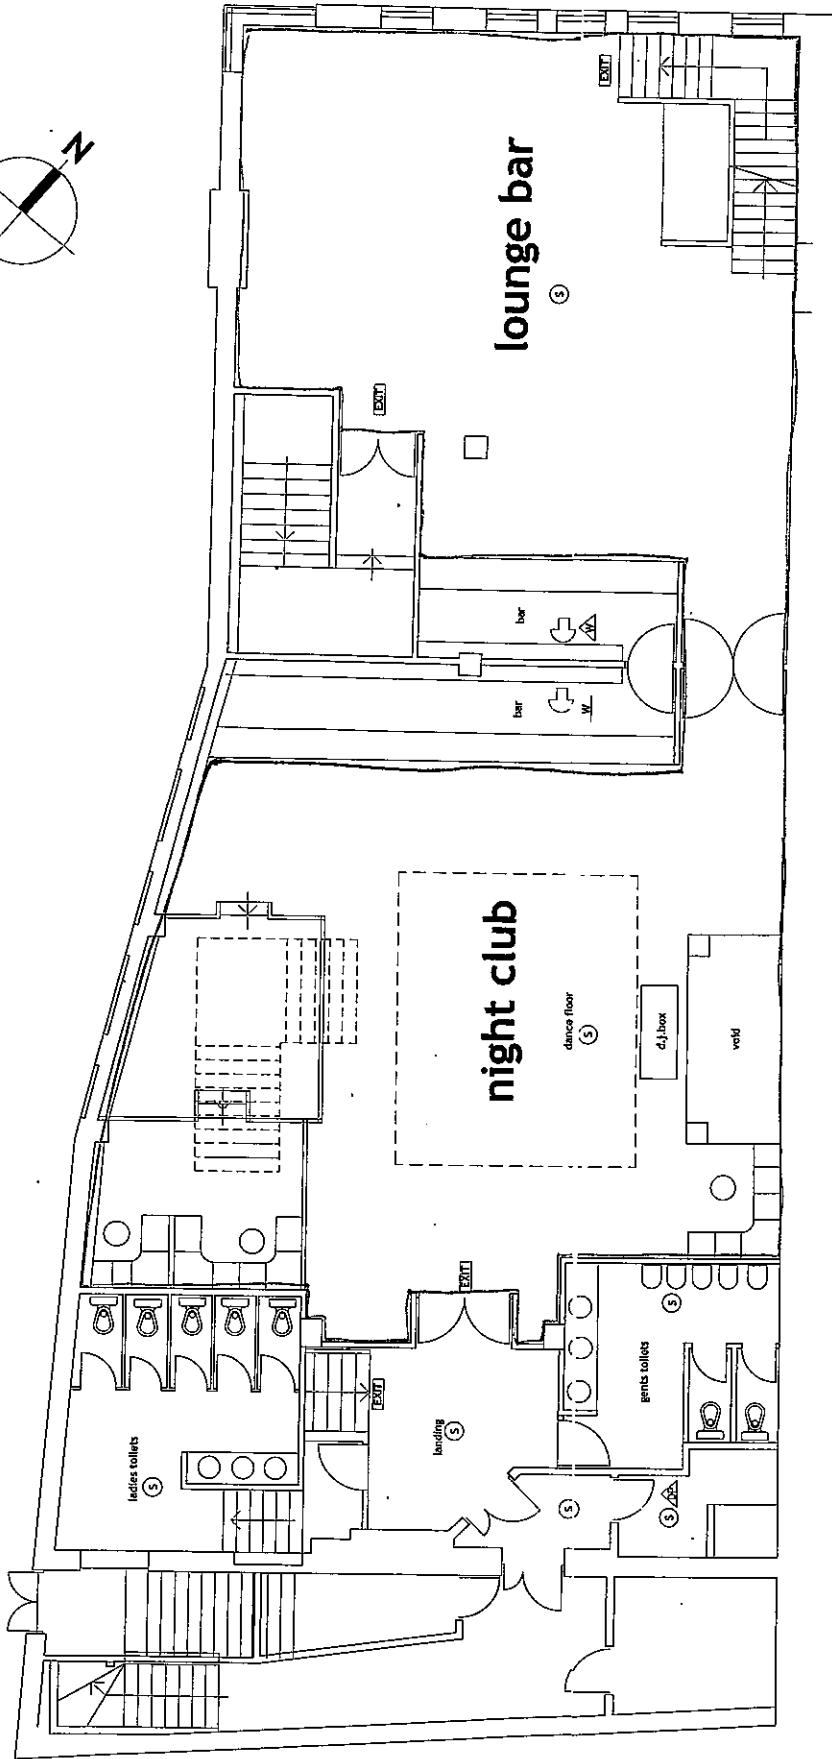 N
EXIT
lounge bar
S
EXIT
bar
W
bar
W
night club
dance floor
S
d.j.box
void
EXIT
S
gents toilets
EXIT
landing
S
ladies toilets
S
S
S
DP